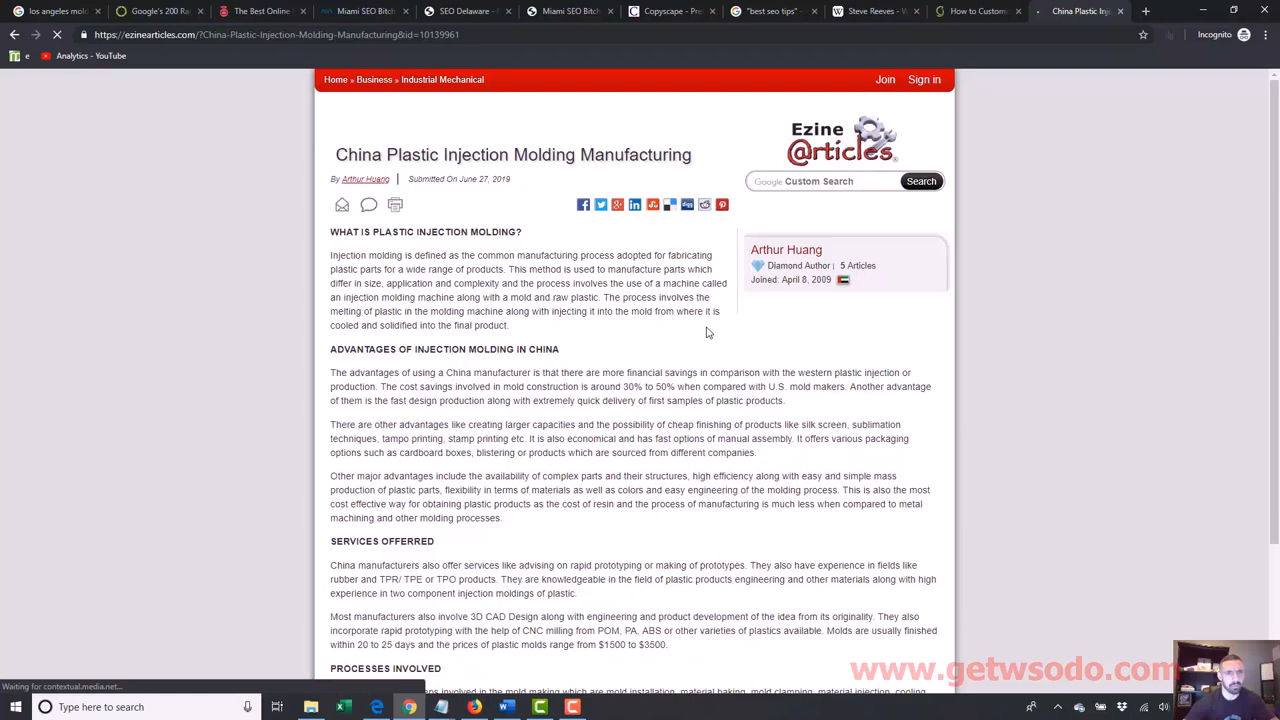 los angeles mold
Google's 200 Ra
The Best Online
Miami SEO Bitch
SEO Delaware -
Miami SEO Bitch
Copyscape - Pre
"best seo tips" -
Steve Reeves - W
How to Custom
China Plastic Inj
https://ezinearticles.com/?China-Plastic-Injection-Molding-Manufacturing&id=10139961
Incognito
e
Analytics - YouTube
Home » Business » Industrial Mechanical
Join Sign in
Ezine
@rticles
China Plastic Injection Molding Manufacturing
Google Custom Search Search
By Arthur Huang | Submitted On June 27, 2019
WHAT IS PLASTIC INJECTION MOLDING?
Injection molding is defined as the common manufacturing process adopted for fabricating
plastic parts for a wide range of products. This method is used to manufacture parts which
differ in size, application and complexity and the process involves the use of a machine called
an injection molding machine along with a mold and raw plastic. The process involves the
melting of plastic in the molding machine along with injecting it into the mold from where it is
cooled and solidified into the final product.
Arthur Huang
Diamond Author | 5 Articles
Joined: April 8, 2009
ADVANTAGES OF INJECTION MOLDING IN CHINA
The advantages of using a China manufacturer is that there are more financial savings in comparison with the western plastic injection or
production. The cost savings involved in mold construction is around 30% to 50% when compared with U.S. mold makers. Another advantage
of them is the fast design production along with extremely quick delivery of first samples of plastic products.
There are other advantages like creating larger capacities and the possibility of cheap finishing of products like silk screen, sublimation
techniques, tampo printing, stamp printing etc. It is also economical and has fast options of manual assembly. It offers various packaging
options such as cardboard boxes, blistering or products which are sourced from different companies.
Other major advantages include the availability of complex parts and their structures, high efficiency along with easy and simple mass
production of plastic parts, flexibility in terms of materials as well as colors and easy engineering of the molding process. This is also the most
cost effective way for obtaining plastic products as the cost of resin and the process of manufacturing is much less when compared to metal
machining and other molding processes.
SERVICES OFFERRED
China manufacturers also offer services like advising on rapid prototyping or making of prototypes. They also have experience in fields like
rubber and TPR/ TPE or TPO products. They are knowledgeable in the field of plastic products engineering and other materials along with high
experience in two component injection moldings of plastic.
Most manufacturers also involve 3D CAD Design along with engineering and product development of the idea from its originality. They also
incorporate rapid prototyping with the help of CNC milling from POM, PA, ABS or other varieties of plastics available. Molds are usually finished
within 20 to 25 days and the prices of plastic molds range from $1500 to $3500.
PROCESSES INVOLVED
involved in the mold making which are mold installation, material baking, mold clamping, material injection, cooling
www.getwsodo.com
Waiting for contextual.media.net...
Type here to search